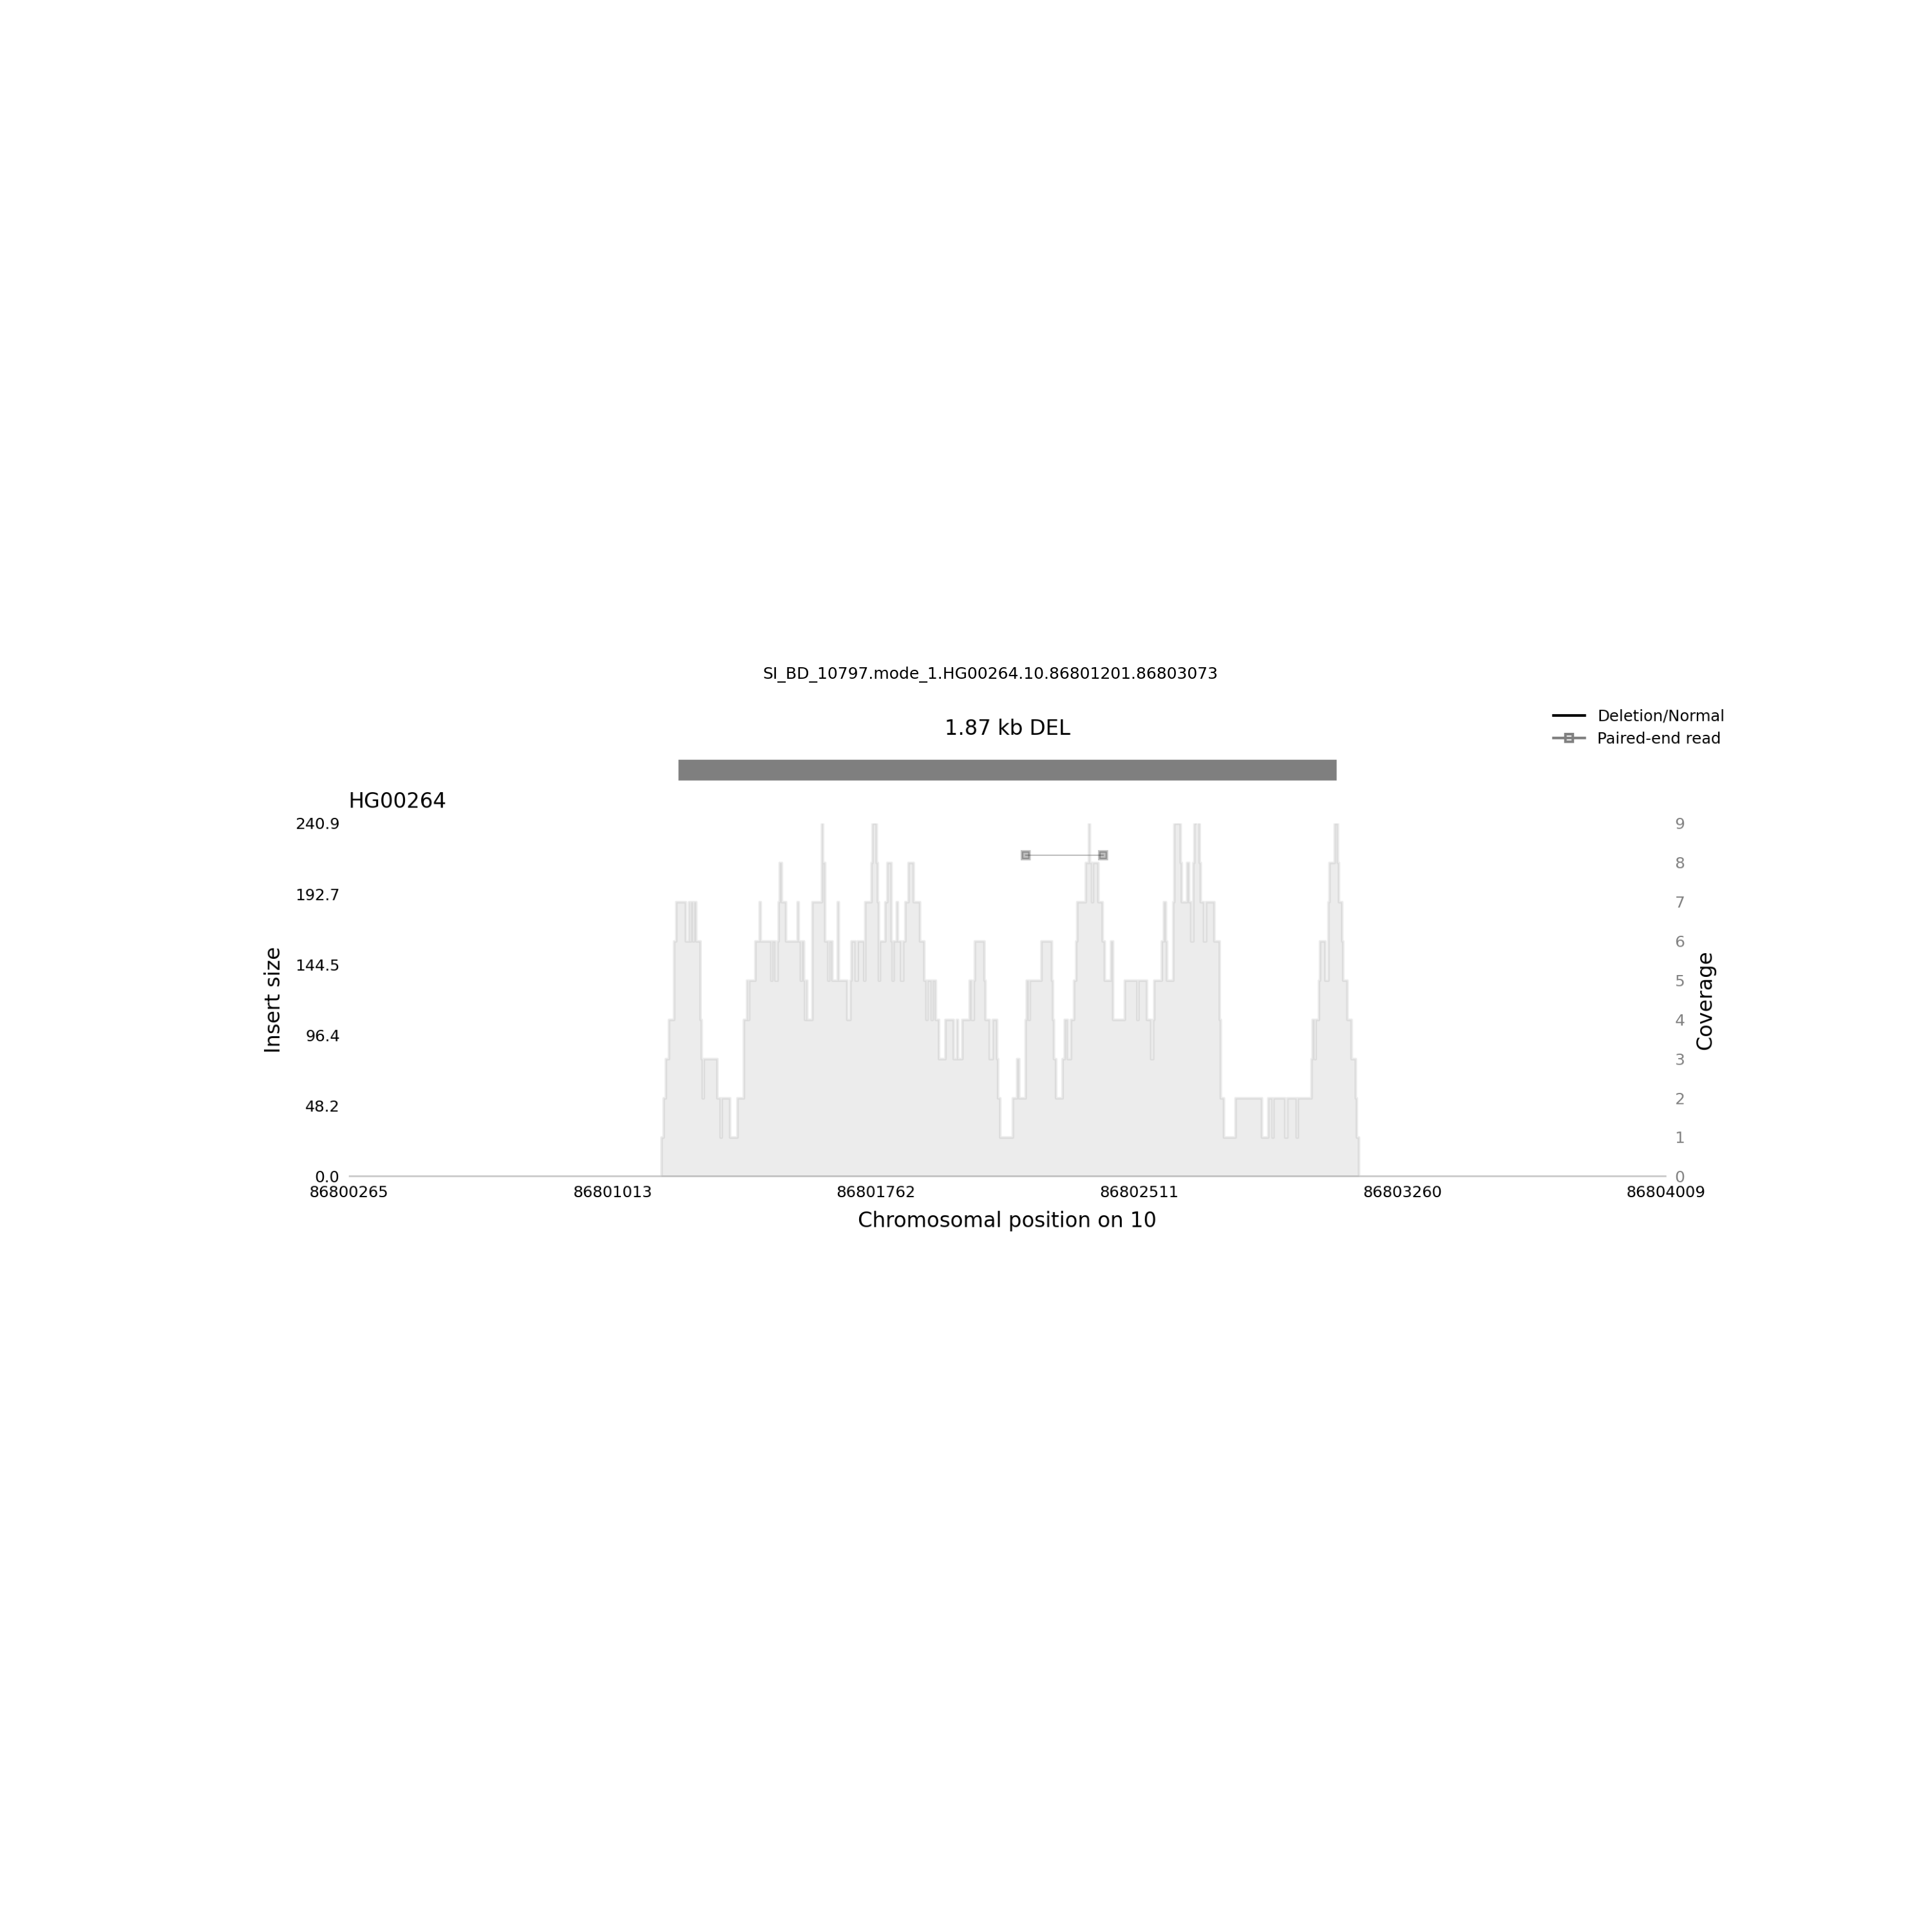 SI_BD_10797.mode_1.HG00264.10.86801201.86803073
1.87 kb DEL
Deletion/Normal
Paired-end read
HG00264
240.9
192.7
144.5
96.4
48.2
0.0
Insert size
9
8
7
6
5
4
3
2
1
0
Coverage
86800265 86801013 86801762 86802511 86803260 86804009
Chromosomal position on 10